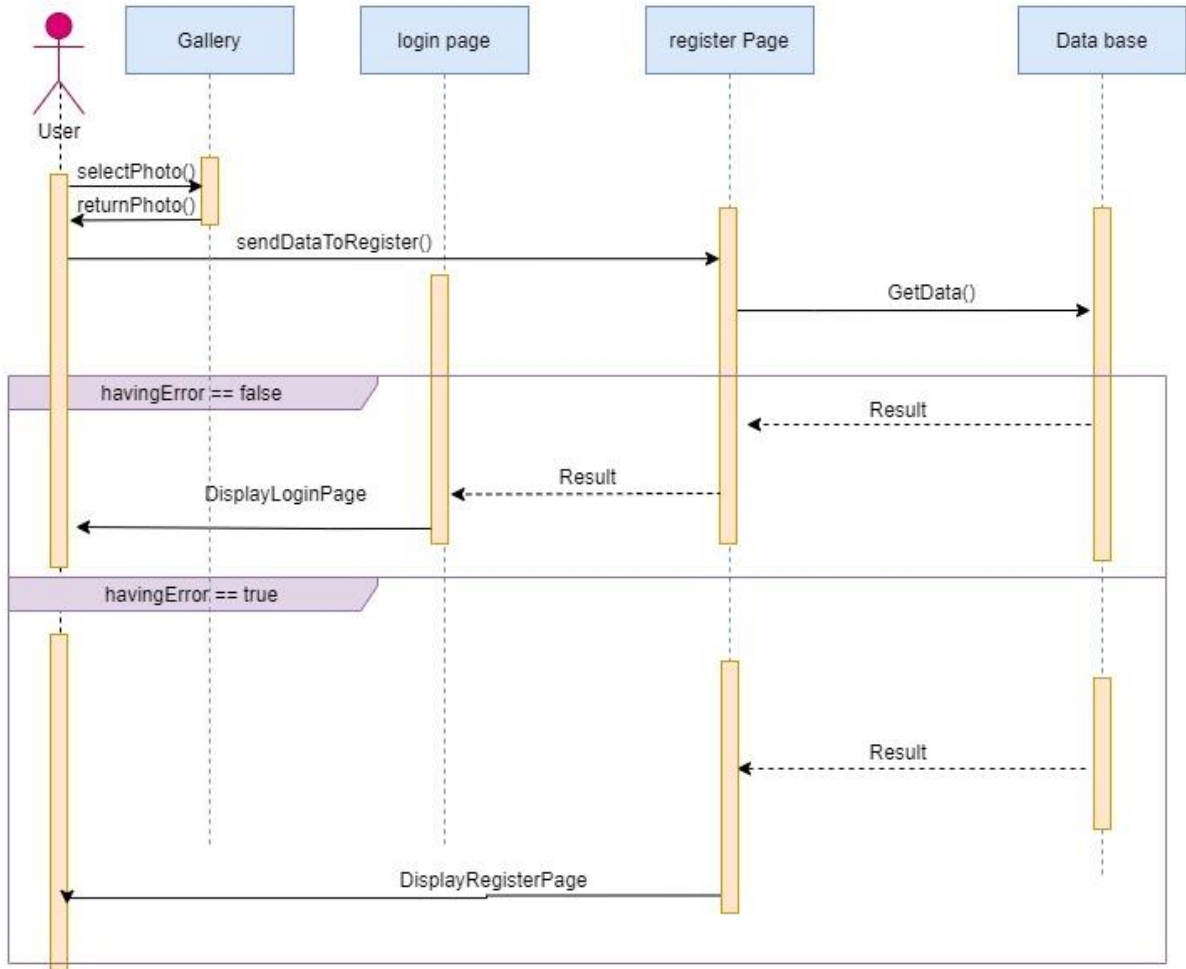 Gallery
login page
register Page
Data base
User
selectPhoto()
returnPhoto()
sendDataToRegister()
GetData()
havingError == false
Result
Result
DisplayLoginPage
havingError == true
Result
DisplayRegisterPage